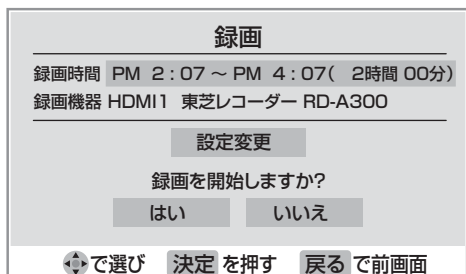 録画
録画時間 PM 2:07～PM 4:07( 2時間 00分)
録画機器 HDMI1 東芝レコーダー RD-A300
設定変更
録画を開始しますか?
はい いいえ
で選び 決定 を押す 戻る で前画面